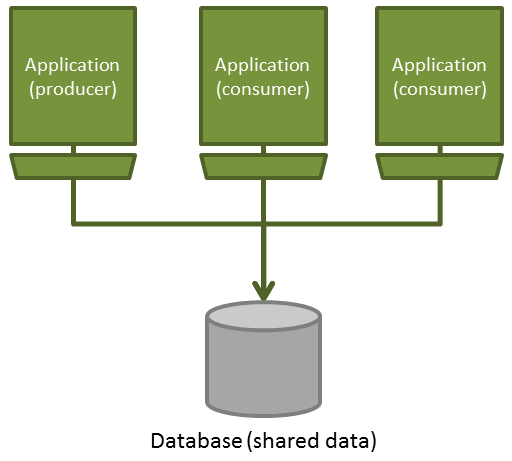 Application
(producer)
Application
(consumer)
Application
(consumer)
Database (shared data)